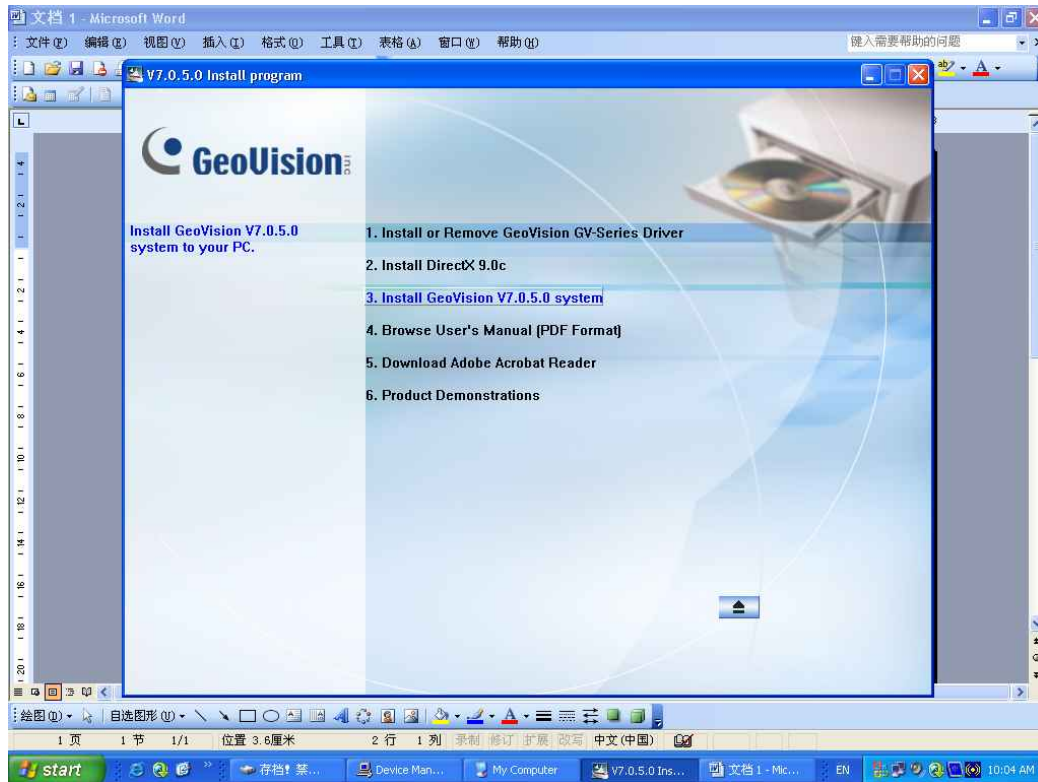 文档 1 - Microsoft Word
文件(F) 编辑(E) 视图(V) 插入(I) 格式(O) 工具(T) 表格(A) 窗口(W) 帮助(H) 键入需要帮助的问题
V7.0.5.0 Install program
GeoVision inc
Install GeoVision V7.0.5.0
system to your PC.
1. Install or Remove GeoVision GV-Series Driver
2. Install DirectX 9.0c
3. Install GeoVision V7.0.5.0 system
4. Browse User's Manual (PDF Format)
5. Download Adobe Acrobat Reader
6. Product Demonstrations
绘图(D) 自选图形(U)
1 页 1 节 1/1 位置 3.6厘米 2 行 1 列 录制 修订 扩展 改写 中文(中国)
start 存档! 禁... Device Man... My Computer V7.0.5.0 Ins... 文档 1 - Mic... EN 10:04 AM